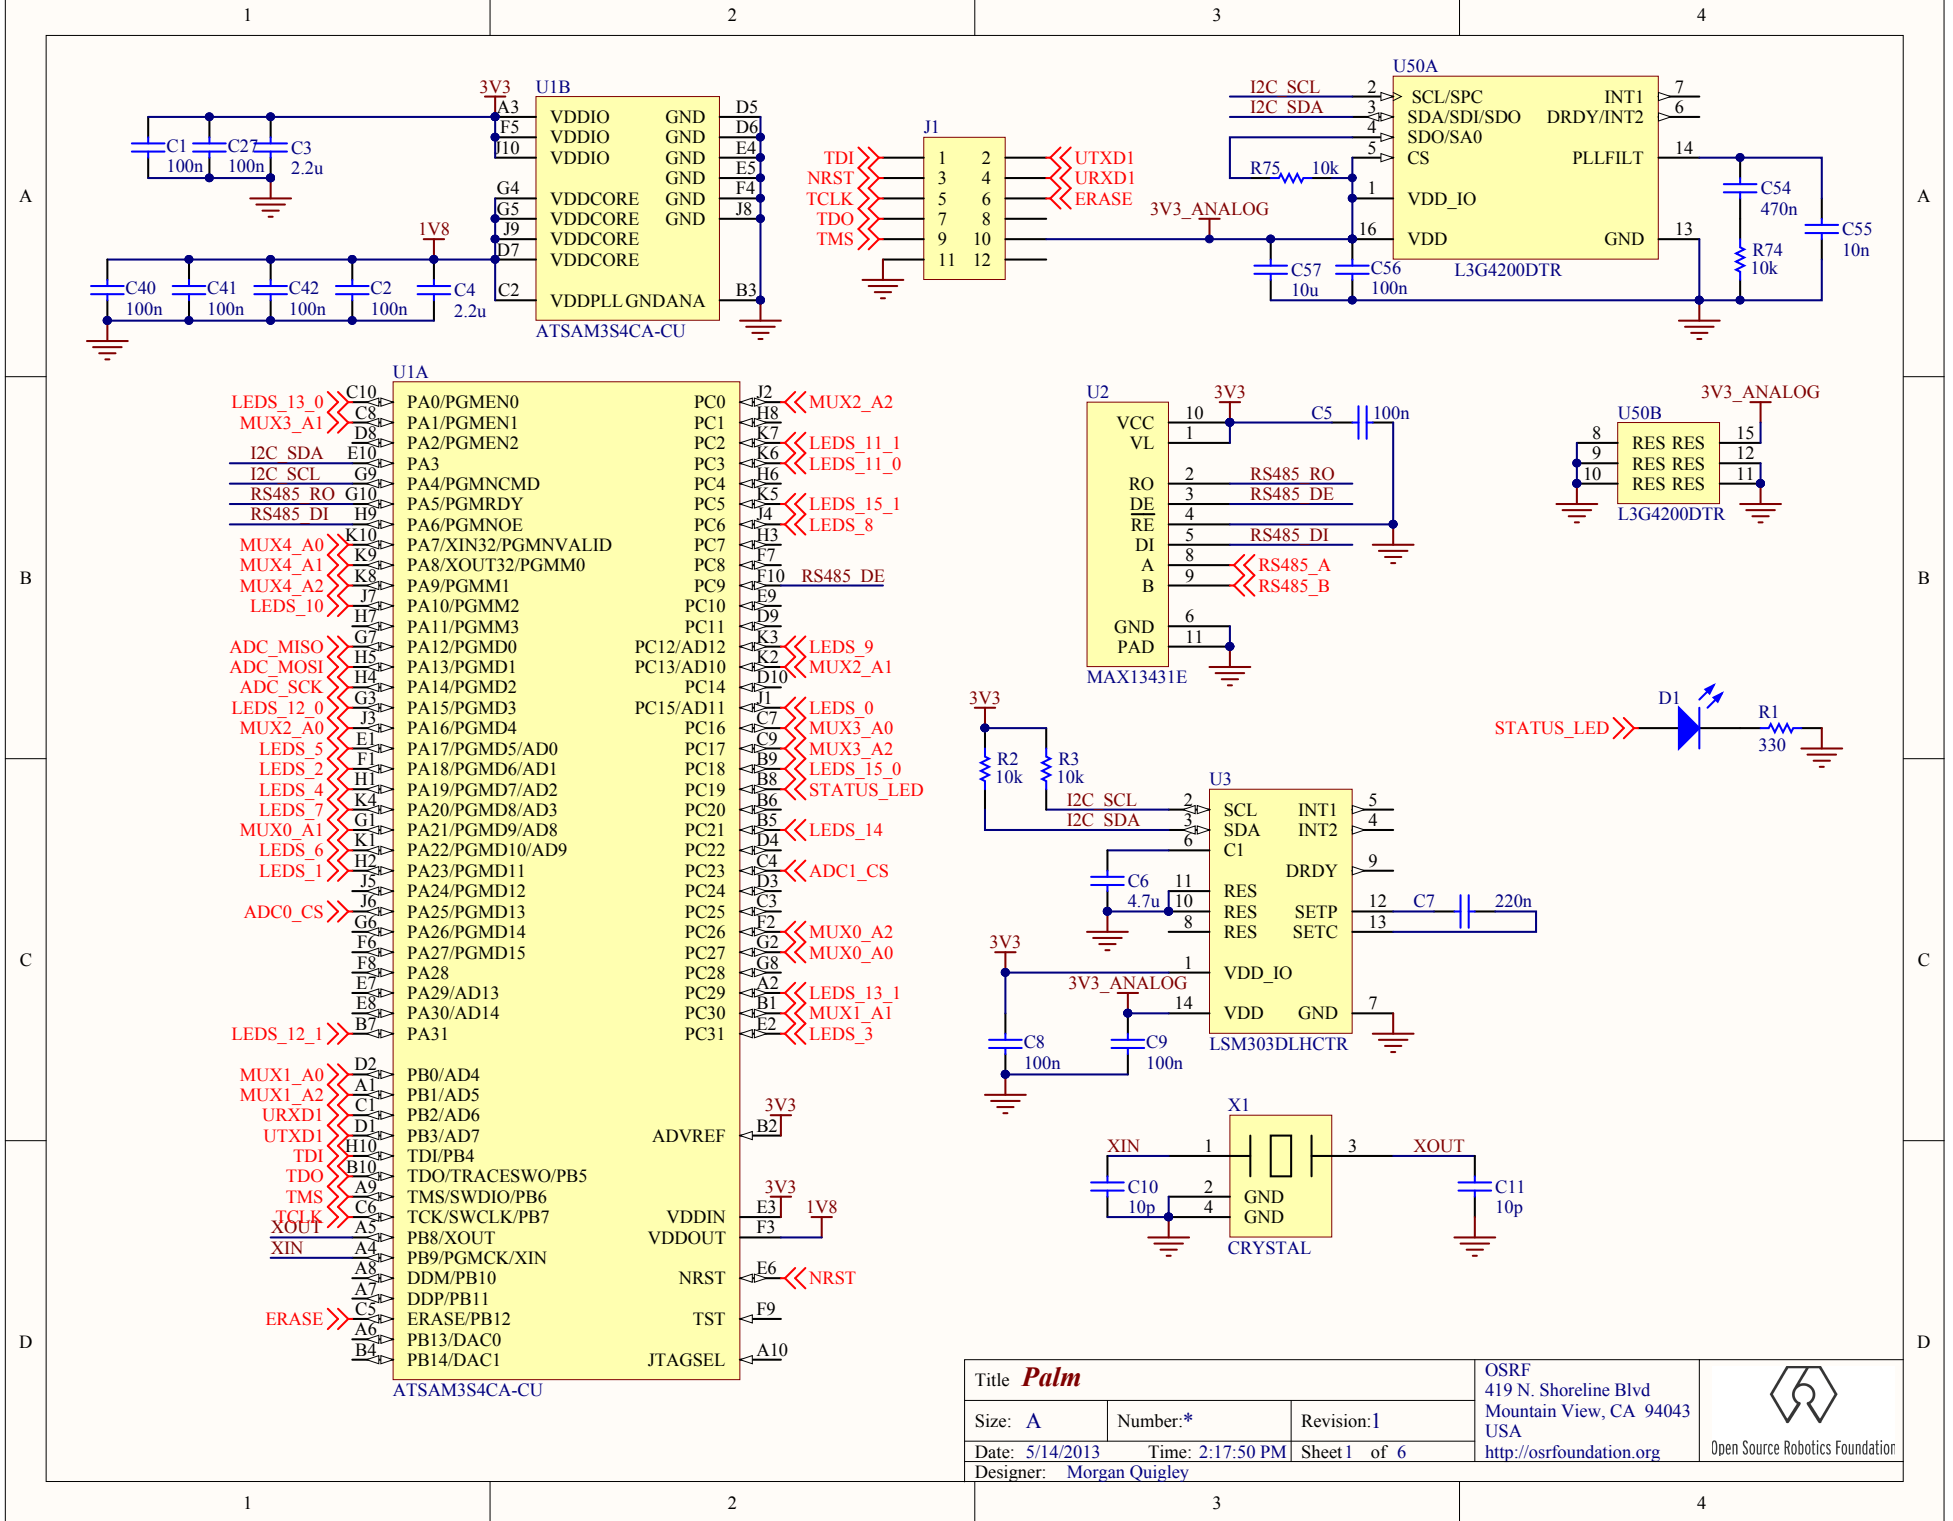 1 2 3 4
A
B
C
D
3V3
U1B
A3 VDDIO GND D5
F5 VDDIO GND D6
J10 VDDIO GND E4
GND E5
G4 VDDCORE GND F4
G5 VDDCORE GND J8
J9 VDDCORE
D7 VDDCORE
C2 VDDPLL GNDANA B3
ATSAM3S4CA-CU
C1 100n
C27 100n
C3 2.2u
1V8
C40 100n
C41 100n
C42 100n
C2 100n
C4 2.2u
J1
TDI 1 2 UTXD1
NRST 3 4 URXD1
TCLK 5 6 ERASE
TDO 7 8
TMS 9 10
11 12
3V3_ANALOG
U50A
I2C_SCL 2 SCL/SPC INT1 7
I2C_SDA 3 SDA/SDI/SDO DRDY/INT2 6
4 SDO/SA0
5 CS PLLFILT 14
R75 10k
1 VDD_IO
16 VDD GND 13
L3G4200DTR
C57 10u
C56 100n
C54 470n
R74 10k
C55 10n
U1A
LEDS_13_0 C10 PA0/PGMEN0 PC0 J2 MUX2_A2
MUX3_A1 C8 PA1/PGMEN1 PC1 H8
D8 PA2/PGMEN2 PC2 K7 LEDS_11_1
I2C_SDA E10 PA3 PC3 K6 LEDS_11_0
I2C_SCL G9 PA4/PGMNCMD PC4 H6
RS485_RO G10 PA5/PGMRDY PC5 K5 LEDS_15_1
RS485_DI H9 PA6/PGMNOE PC6 J4 LEDS_8
MUX4_A0 K10 PA7/XIN32/PGMNVALID PC7 H3
MUX4_A1 K9 PA8/XOUT32/PGMM0 PC8 F7
MUX4_A2 K8 PA9/PGMM1 PC9 F10 RS485_DE
LEDS_10 J7 PA10/PGMM2 PC10 E9
H7 PA11/PGMM3 PC11 D9
ADC_MISO G7 PA12/PGMD0 PC12/AD12 K3 LEDS_9
ADC_MOSI H5 PA13/PGMD1 PC13/AD10 K2 MUX2_A1
ADC_SCK H4 PA14/PGMD2 PC14 D10
LEDS_12_0 G3 PA15/PGMD3 PC15/AD11 J1 LEDS_0
MUX2_A0 J3 PA16/PGMD4 PC16 C7 MUX3_A0
LEDS_5 E1 PA17/PGMD5/AD0 PC17 C9 MUX3_A2
LEDS_2 F1 PA18/PGMD6/AD1 PC18 B9 LEDS_15_0
LEDS_4 H1 PA19/PGMD7/AD2 PC19 B8 STATUS_LED
LEDS_7 K4 PA20/PGMD8/AD3 PC20 B6
MUX0_A1 G1 PA21/PGMD9/AD8 PC21 B5 LEDS_14
LEDS_6 K1 PA22/PGMD10/AD9 PC22 D4
LEDS_1 H2 PA23/PGMD11 PC23 C4 ADC1_CS
J5 PA24/PGMD12 PC24 D3
ADC0_CS J6 PA25/PGMD13 PC25 C3
G6 PA26/PGMD14 PC26 F2 MUX0_A2
F6 PA27/PGMD15 PC27 G2 MUX0_A0
F8 PA28 PC28 G8
E7 PA29/AD13 PC29 A2 LEDS_13_1
E8 PA30/AD14 PC30 B1 MUX1_A1
LEDS_12_1 B7 PA31 PC31 E2 LEDS_3
MUX1_A0 D2 PB0/AD4
MUX1_A2 A1 PB1/AD5
URXD1 C1 PB2/AD6 3V3
UTXD1 D1 PB3/AD7 ADVREF B2
TDI H10 TDI/PB4
TDO B10 TDO/TRACESWO/PB5
TMS A9 TMS/SWDIO/PB6 3V3
TCLK C6 TCK/SWCLK/PB7 VDDIN E3 1V8
XOUT A5 PB8/XOUT VDDOUT F3
XIN A4 PB9/PGMCK/XIN
A8 DDM/PB10 NRST E6 NRST
A7 DDP/PB11
ERASE C5 ERASE/PB12 TST F9
A6 PB13/DAC0
B4 PB14/DAC1 JTAGSEL A10
ATSAM3S4CA-CU
U2
3V3
VCC 10 C5 100n
VL 1
RO 2 RS485_RO
DE 3 RS485_DE
RE 4
DI 5 RS485_DI
A 8 RS485_A
B 9 RS485_B
GND 6
PAD 11
MAX13431E
3V3_ANALOG
U50B
8 RES RES 15
9 RES RES 12
10 RES RES 11
L3G4200DTR
STATUS_LED D1 R1 330
3V3
R2 10k
R3 10k
U3
I2C_SCL 2 SCL INT1 5
I2C_SDA 3 SDA INT2 4
6 C1
DRDY 9
C6 4.7u
11 RES
10 RES SETP 12 C7 220n
8 RES SETC 13
3V3
1 VDD_IO
3V3_ANALOG
14 VDD GND 7
LSM303DLHCTR
C8 100n
C9 100n
X1
XIN 1 3 XOUT
2 GND
4 GND
CRYSTAL
C10 10p
C11 10p
Title Palm
Size: A Number:* Revision:1
Date: 5/14/2013 Time: 2:17:50 PM Sheet 1 of 6
Designer: Morgan Quigley
OSRF
419 N. Shoreline Blvd
Mountain View, CA 94043
USA
http://osrfoundation.org
Open Source Robotics Foundation
A
B
C
D
1 2 3 4